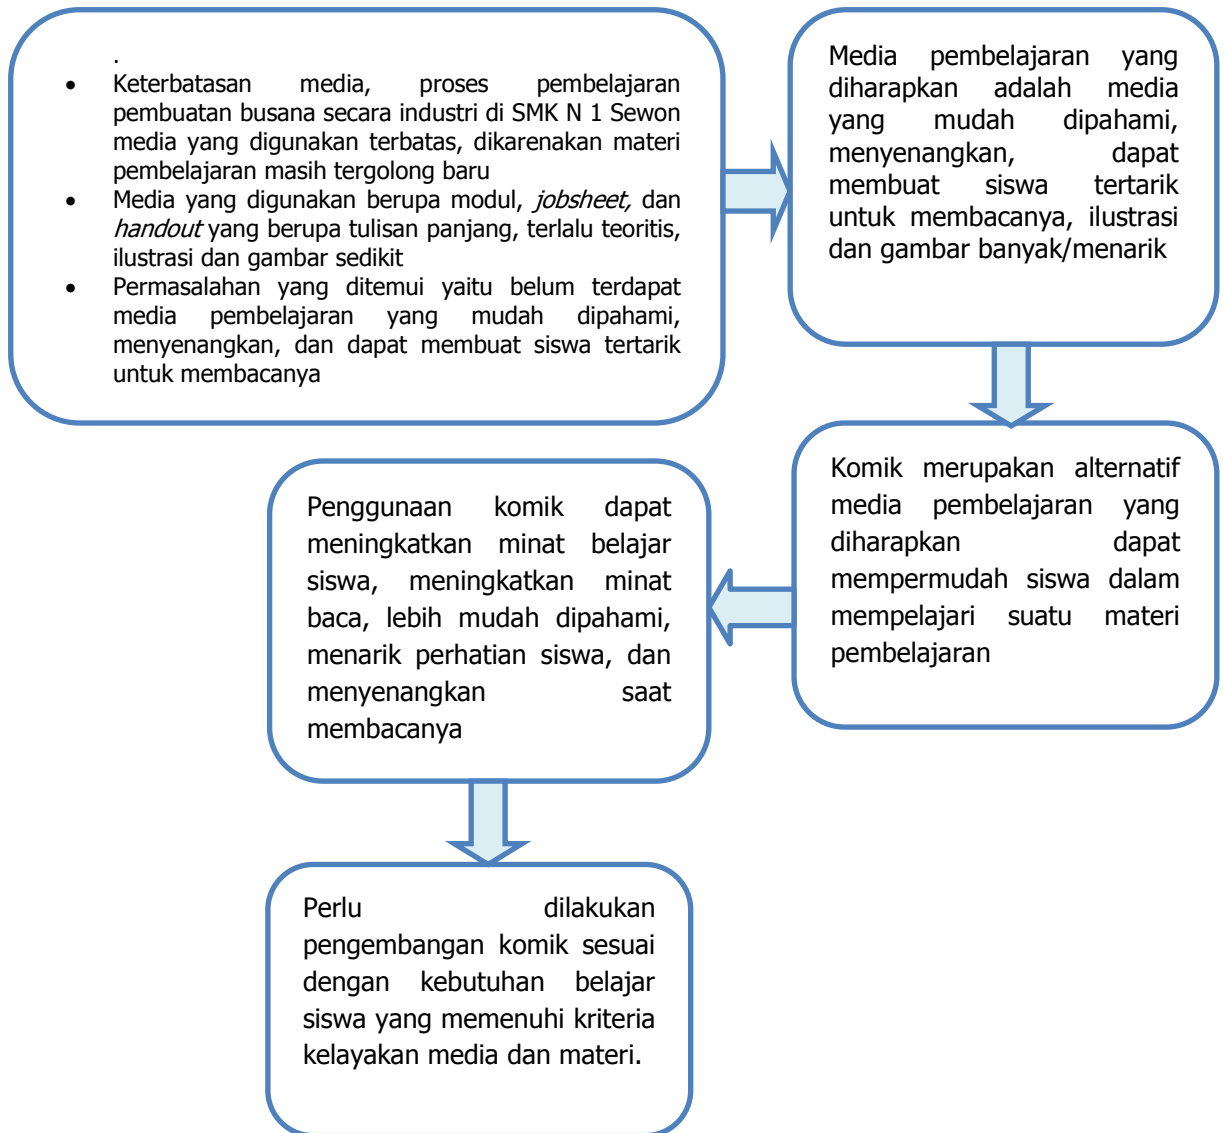 .
• Keterbatasan media, proses pembelajaran
pembuatan busana secara industri di SMK N 1 Sewon
media yang digunakan terbatas, dikarenakan materi
pembelajaran masih tergolong baru
• Media yang digunakan berupa modul, jobsheet, dan
handout yang berupa tulisan panjang, terlalu teoritis,
ilustrasi dan gambar sedikit
• Permasalahan yang ditemui yaitu belum terdapat
media pembelajaran yang mudah dipahami,
menyenangkan, dan dapat membuat siswa tertarik
untuk membacanya
Media pembelajaran yang
diharapkan adalah media
yang mudah dipahami,
menyenangkan, dapat
membuat siswa tertarik
untuk membacanya, ilustrasi
dan gambar banyak/menarik
Komik merupakan alternatif
media pembelajaran yang
diharapkan dapat
mempermudah siswa dalam
mempelajari suatu materi
pembelajaran
Penggunaan komik dapat
meningkatkan minat belajar
siswa, meningkatkan minat
baca, lebih mudah dipahami,
menarik perhatian siswa, dan
menyenangkan saat
membacanya
Perlu dilakukan
pengembangan komik sesuai
dengan kebutuhan belajar
siswa yang memenuhi kriteria
kelayakan media dan materi.